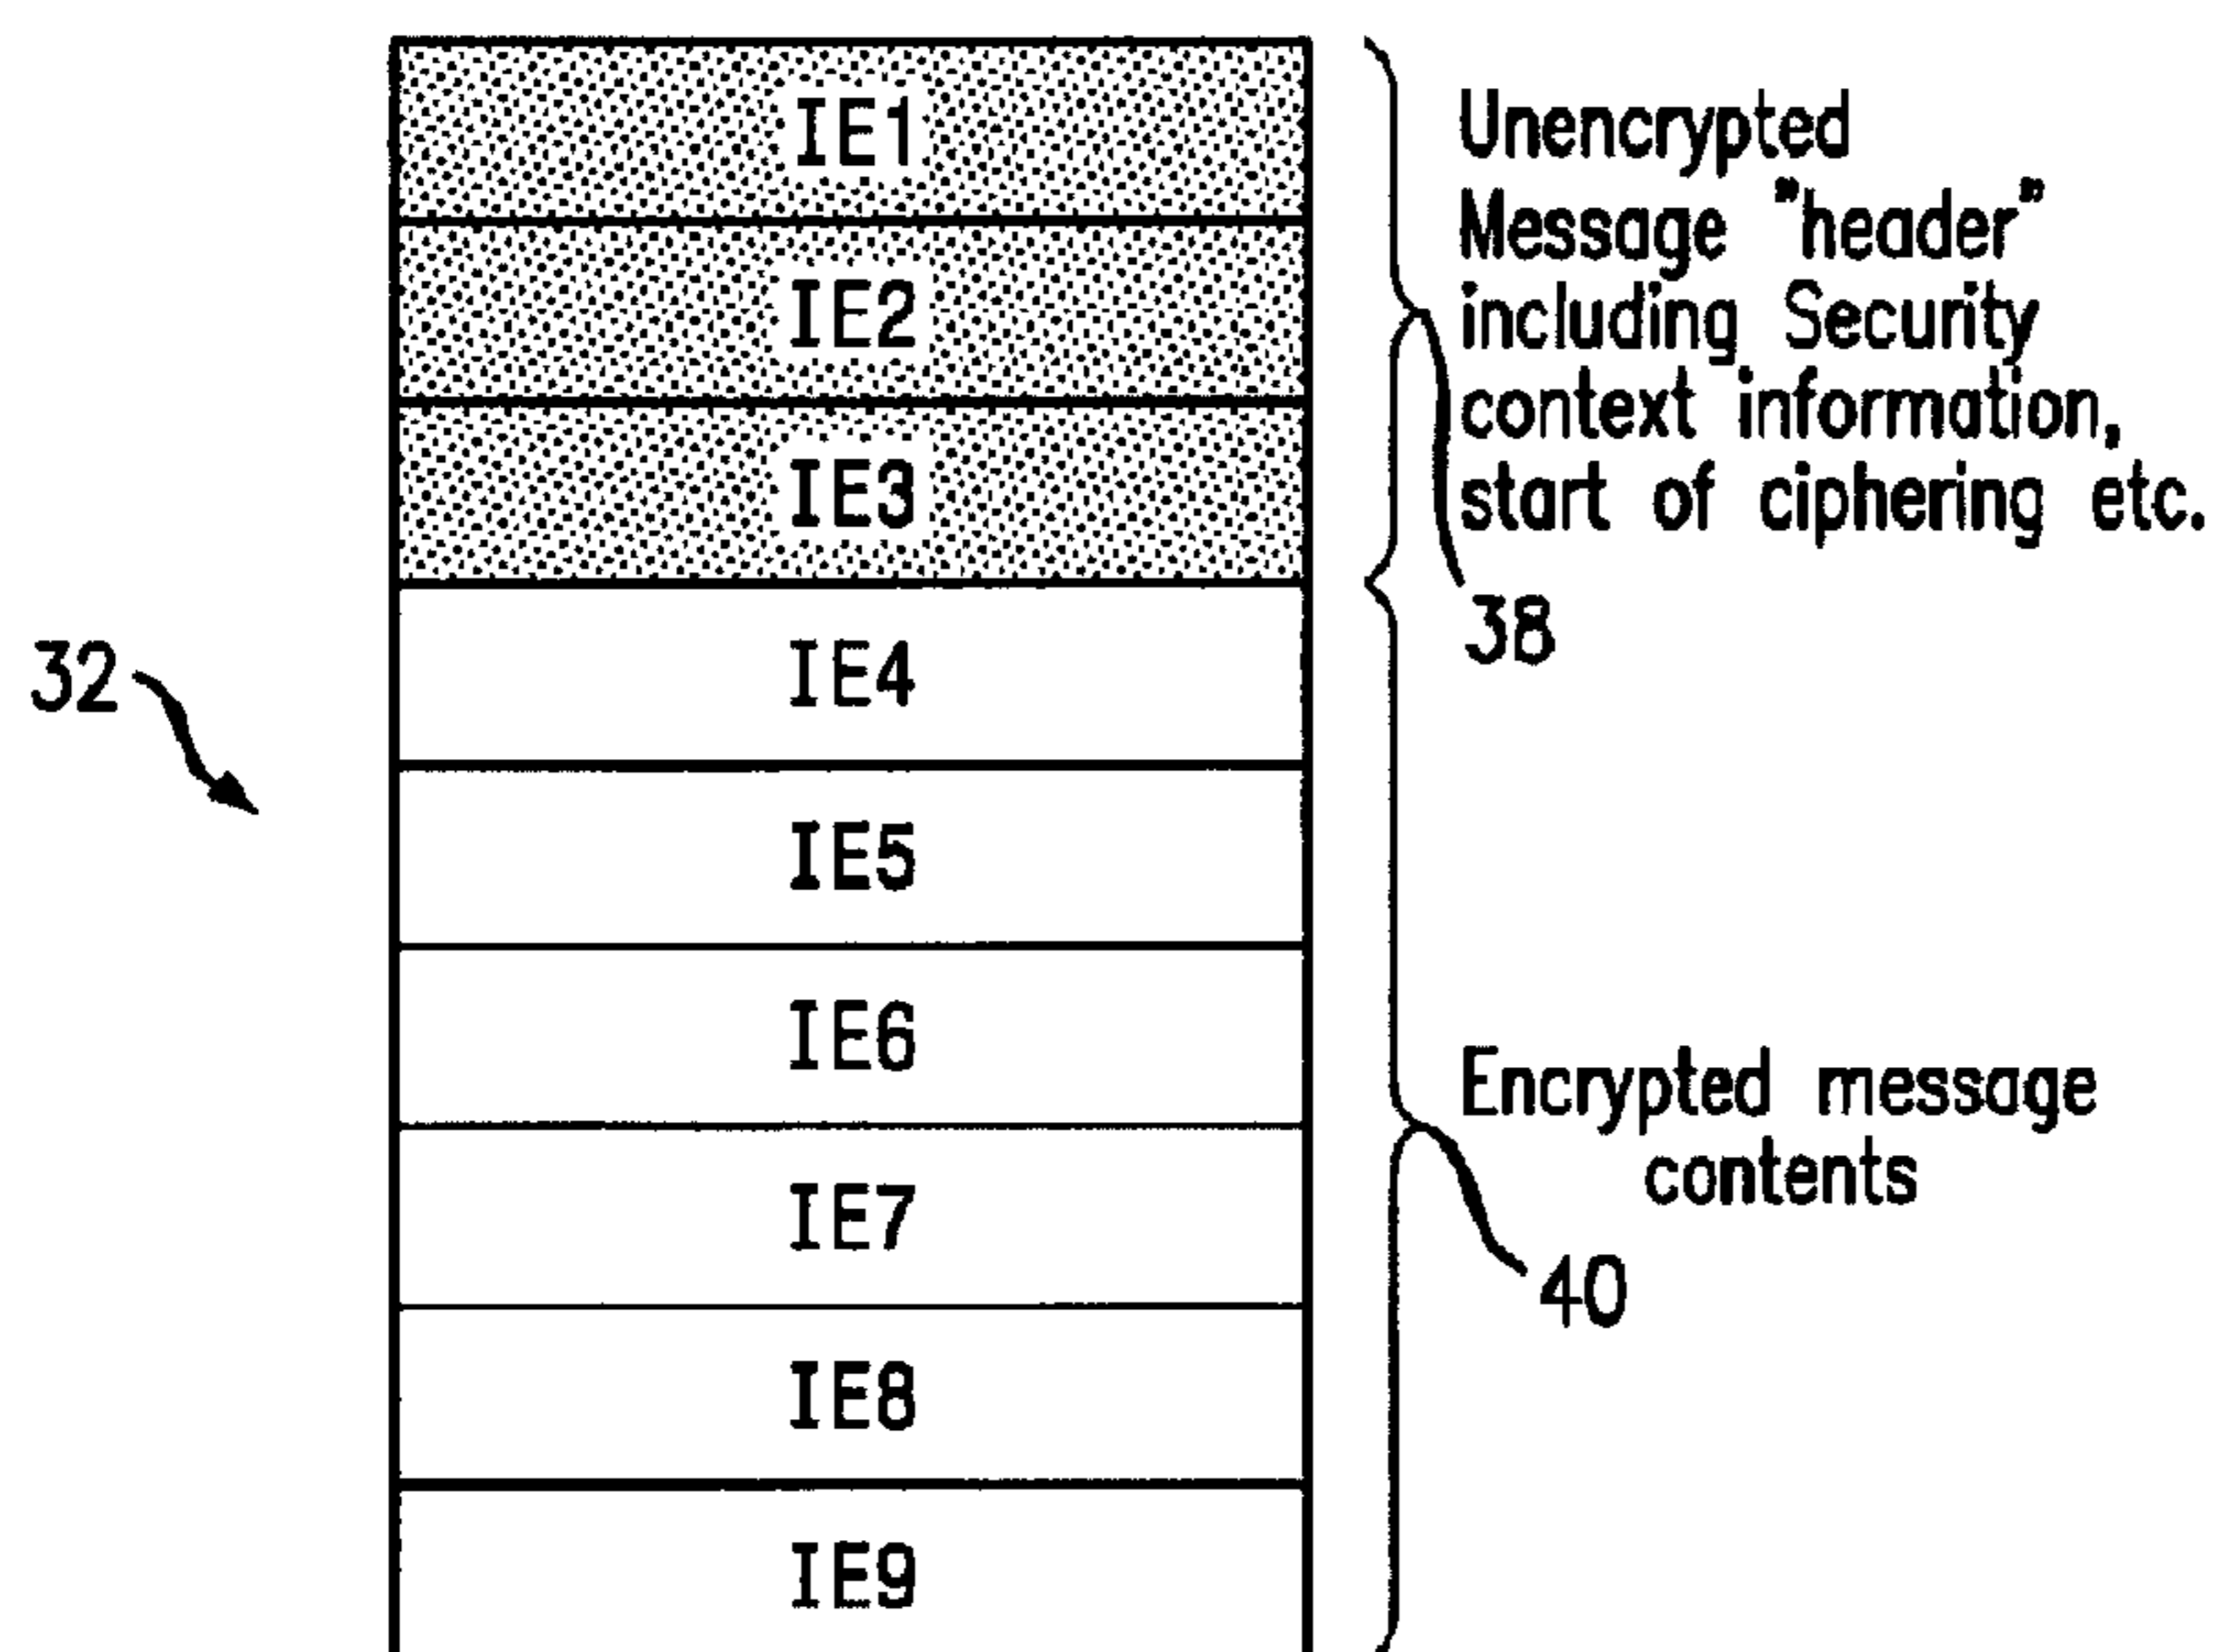 IE1
IE2
IE3
IE4
IE5
IE6
IE7
IE8
IE9
32
Unencrypted
Message "header"
including Security
context information,
start of ciphering etc.
38
Encrypted message
contents
40